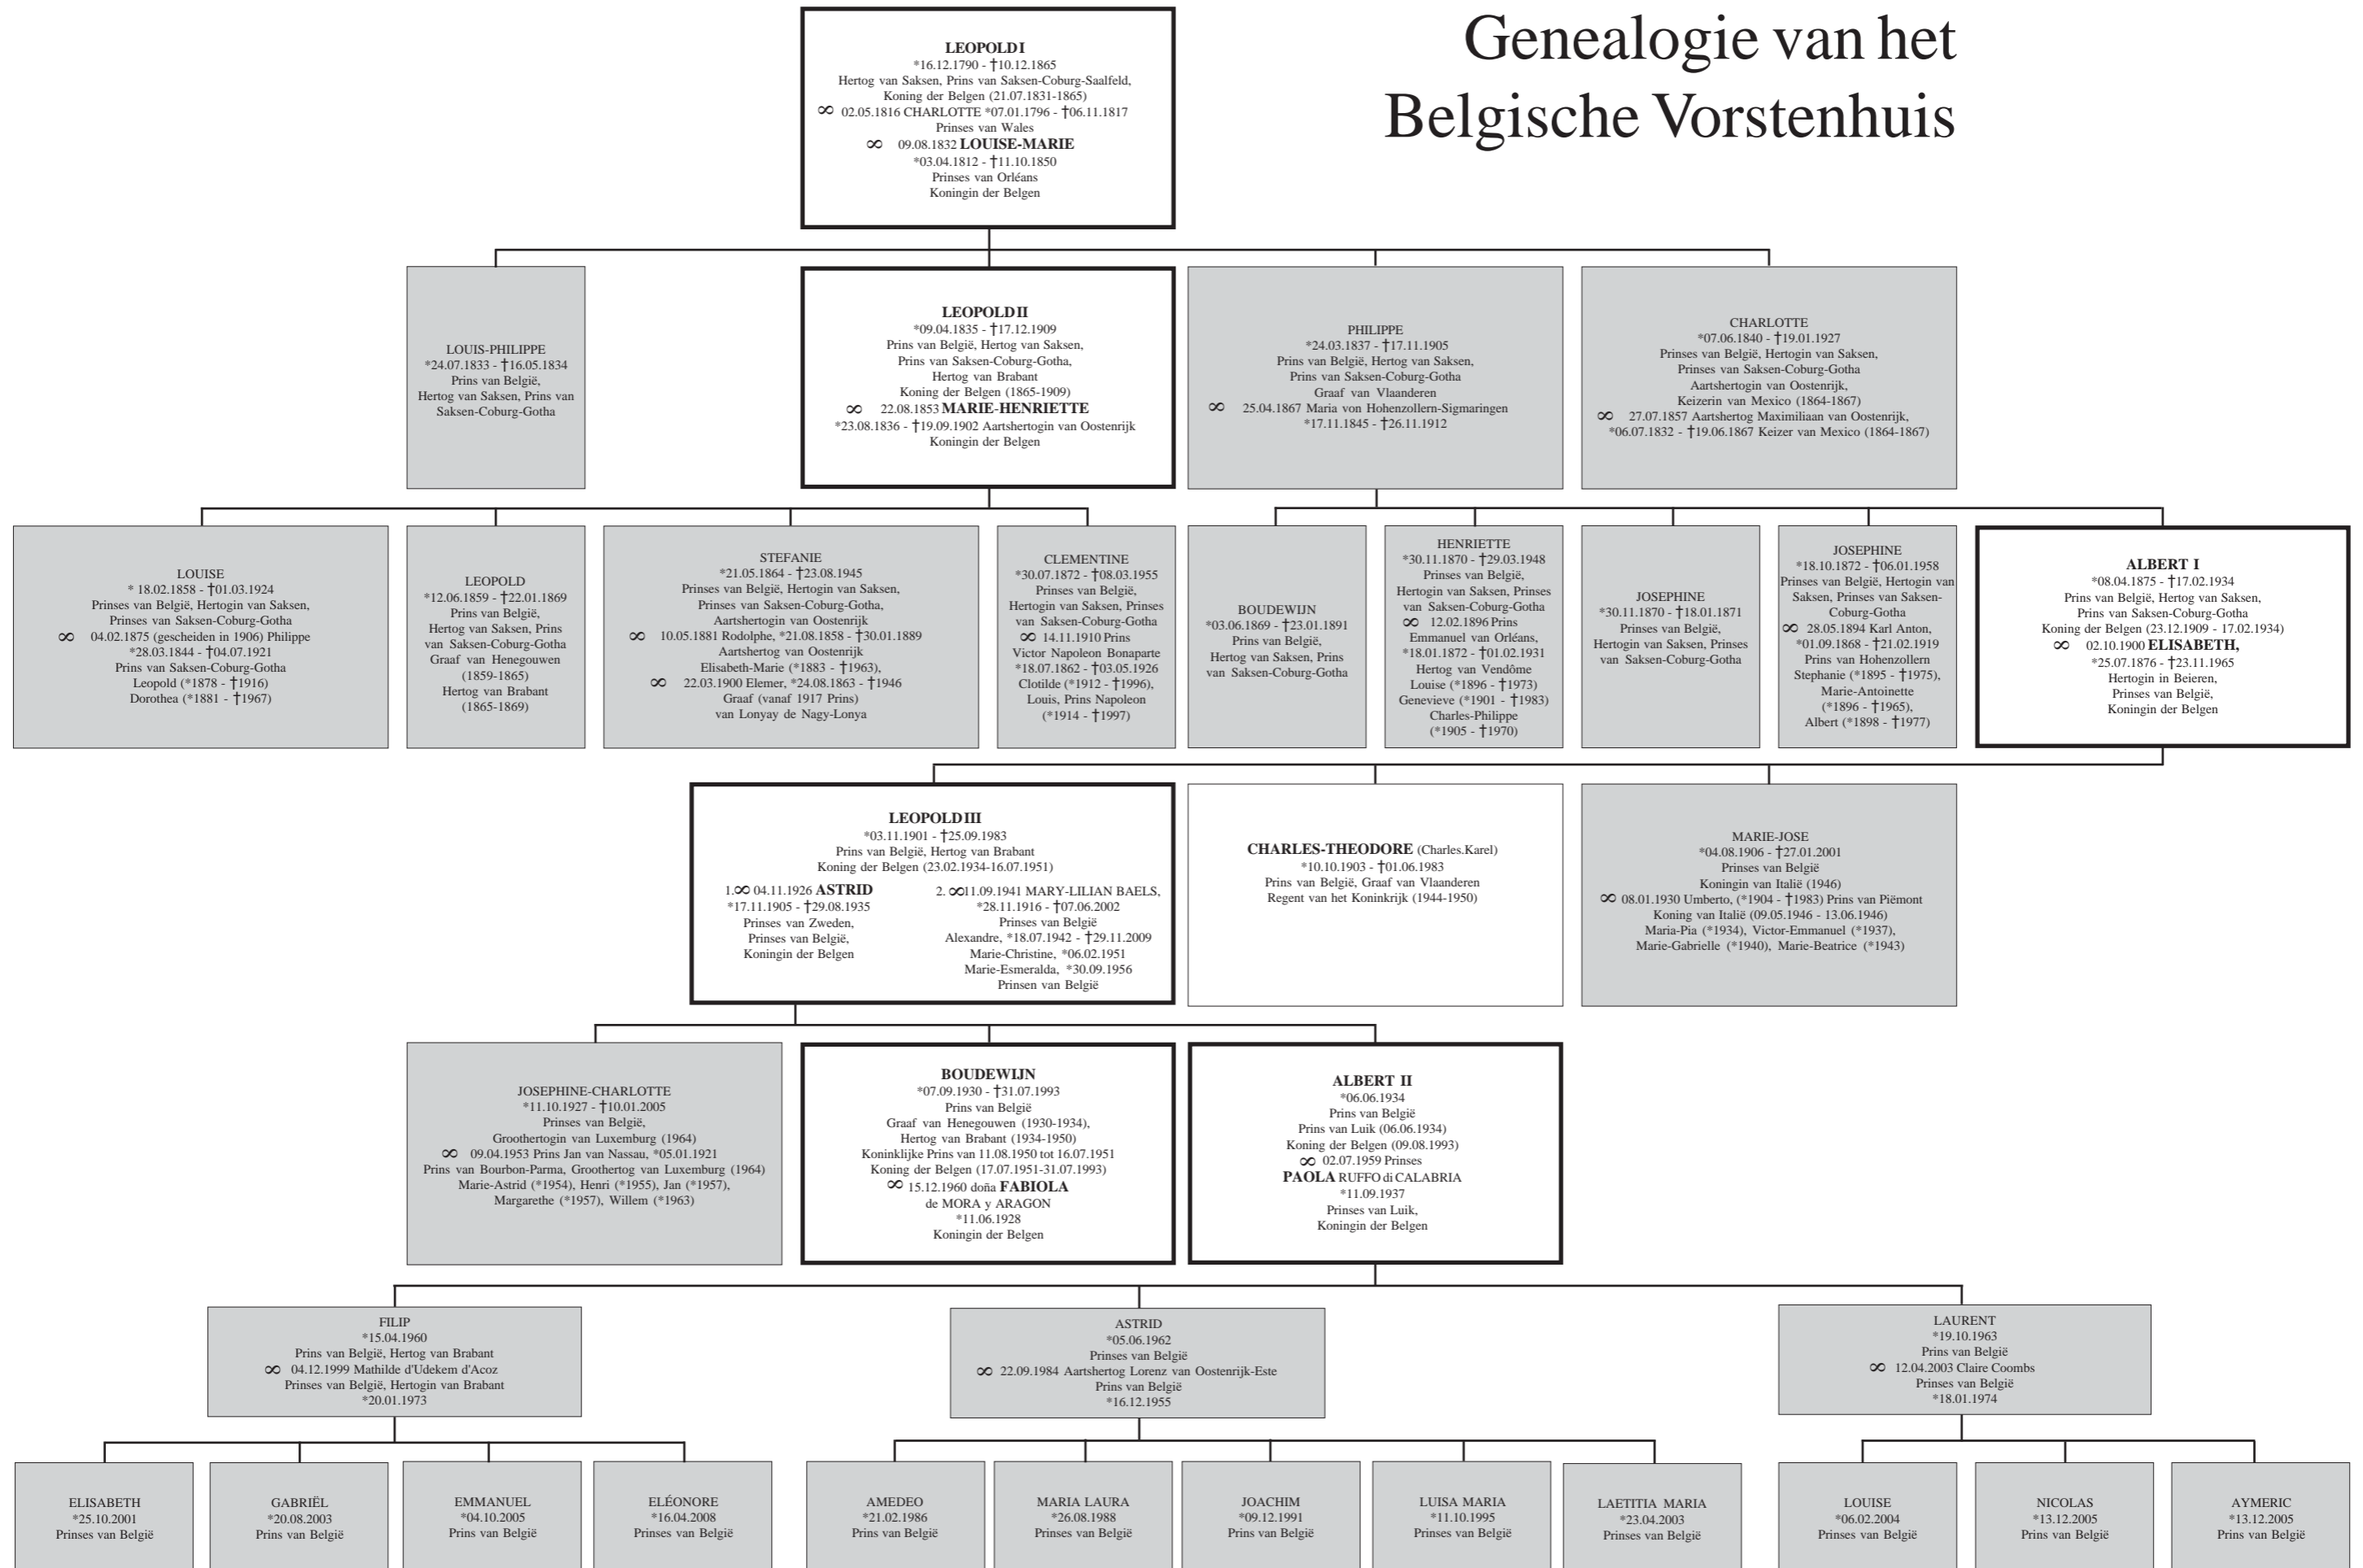 Genealogie van het
Belgische Vorstenhuis
LEOPOLD I
*16.12.1790 - †10.12.1865
Hertog van Saksen, Prins van Saksen-Coburg-Saalfeld,
Koning der Belgen (21.07.1831-1865)
∞ 02.05.1816 CHARLOTTE *07.01.1796 - †06.11.1817
Prinses van Wales
∞ 09.08.1832 LOUISE-MARIE
*03.04.1812 - †11.10.1850
Prinses van Orléans
Koningin der Belgen
LOUIS-PHILIPPE
*24.07.1833 - †16.05.1834
Prins van België,
Hertog van Saksen, Prins van
Saksen-Coburg-Gotha
LEOPOLD II
*09.04.1835 - †17.12.1909
Prins van België, Hertog van Saksen,
Prins van Saksen-Coburg-Gotha,
Hertog van Brabant
Koning der Belgen (1865-1909)
∞ 22.08.1853 MARIE-HENRIETTE
*23.08.1836 - †19.09.1902 Aartshertogin van Oostenrijk
Koningin der Belgen
PHILIPPE
*24.03.1837 - †17.11.1905
Prins van België, Hertog van Saksen,
Prins van Saksen-Coburg-Gotha
Graaf van Vlaanderen
∞ 25.04.1867 Maria von Hohenzollern-Sigmaringen
*17.11.1845 - †26.11.1912
CHARLOTTE
*07.06.1840 - †19.01.1927
Prinses van België, Hertogin van Saksen,
Prinses van Saksen-Coburg-Gotha
Aartshertogin van Oostenrijk,
Keizerin van Mexico (1864-1867)
∞ 27.07.1857 Aartshertog Maximiliaan van Oostenrijk,
*06.07.1832 - †19.06.1867 Keizer van Mexico (1864-1867)
LOUISE
* 18.02.1858 - †01.03.1924
Prinses van België, Hertogin van Saksen,
Prinses van Saksen-Coburg-Gotha
∞ 04.02.1875 (gescheiden in 1906) Philippe
*28.03.1844 - †04.07.1921
Prins van Saksen-Coburg-Gotha
Leopold (*1878 - †1916)
Dorothea (*1881 - †1967)
LEOPOLD
*12.06.1859 - †22.01.1869
Prins van België,
Hertog van Saksen, Prins
van Saksen-Coburg-Gotha
Graaf van Henegouwen
(1859-1865)
Hertog van Brabant
(1865-1869)
STEFANIE
*21.05.1864 - †23.08.1945
Prinses van België, Hertogin van Saksen,
Prinses van Saksen-Coburg-Gotha,
Aartshertogin van Oostenrijk
∞ 10.05.1881 Rodolphe, *21.08.1858 - †30.01.1889
Aartshertog van Oostenrijk
Elisabeth-Marie (*1883 - †1963),
∞ 22.03.1900 Elemer, *24.08.1863 - †1946
Graaf (vanaf 1917 Prins)
van Lonyay de Nagy-Lonya
CLEMENTINE
*30.07.1872 - †08.03.1955
Prinses van België,
Hertogin van Saksen, Prinses
van Saksen-Coburg-Gotha
∞ 14.11.1910 Prins
Victor Napoleon Bonaparte
*18.07.1862 - †03.05.1926
Clotilde (*1912 - †1996),
Louis, Prins Napoleon
(*1914 - †1997)
BOUDEWIJN
*03.06.1869 - †23.01.1891
Prins van België,
Hertog van Saksen, Prins
van Saksen-Coburg-Gotha
HENRIETTE
*30.11.1870 - †29.03.1948
Prinses van België,
Hertogin van Saksen, Prinses
van Saksen-Coburg-Gotha
∞ 12.02.1896 Prins
Emmanuel van Orléans,
*18.01.1872 - †01.02.1931
Hertog van Vendôme
Louise (*1896 - †1973)
Genevieve (*1901 - †1983)
Charles-Philippe
(*1905 - †1970)
JOSEPHINE
*30.11.1870 - †18.01.1871
Prinses van België,
Hertogin van Saksen, Prinses
van Saksen-Coburg-Gotha
JOSEPHINE
*18.10.1872 - †06.01.1958
Prinses van België, Hertogin van
Saksen, Prinses van Saksen-
Coburg-Gotha
∞ 28.05.1894 Karl Anton,
*01.09.1868 - †21.02.1919
Prins van Hohenzollern
Stephanie (*1895 - †1975),
Marie-Antoinette
(*1896 - †1965),
Albert (*1898 - †1977)
ALBERT I
*08.04.1875 - †17.02.1934
Prins van België, Hertog van Saksen,
Prins van Saksen-Coburg-Gotha
Koning der Belgen (23.12.1909 - 17.02.1934)
∞ 02.10.1900 ELISABETH,
*25.07.1876 - †23.11.1965
Hertogin in Beieren,
Prinses van België,
Koningin der Belgen
LEOPOLD III
*03.11.1901 - †25.09.1983
Prins van België, Hertog van Brabant
Koning der Belgen (23.02.1934-16.07.1951)
1.∞ 04.11.1926 ASTRID
*17.11.1905 - †29.08.1935
Prinses van Zweden,
Prinses van België,
Koningin der Belgen
2. ∞11.09.1941 MARY-LILIAN BAELS,
*28.11.1916 - †07.06.2002
Prinses van België
Alexandre, *18.07.1942 - †29.11.2009
Marie-Christine, *06.02.1951
Marie-Esmeralda, *30.09.1956
Prinsen van België
CHARLES-THEODORE (Charles.Karel)
*10.10.1903 - †01.06.1983
Prins van België, Graaf van Vlaanderen
Regent van het Koninkrijk (1944-1950)
MARIE-JOSE
*04.08.1906 - †27.01.2001
Prinses van België
Koningin van Italië (1946)
∞ 08.01.1930 Umberto, (*1904 - †1983) Prins van Piëmont
Koning van Italië (09.05.1946 - 13.06.1946)
Maria-Pia (*1934), Victor-Emmanuel (*1937),
Marie-Gabrielle (*1940), Marie-Beatrice (*1943)
JOSEPHINE-CHARLOTTE
*11.10.1927 - †10.01.2005
Prinses van België,
Groothertogin van Luxemburg (1964)
∞ 09.04.1953 Prins Jan van Nassau, *05.01.1921
Prins van Bourbon-Parma, Groothertog van Luxemburg (1964)
Marie-Astrid (*1954), Henri (*1955), Jan (*1957),
Margarethe (*1957), Willem (*1963)
BOUDEWIJN
*07.09.1930 - †31.07.1993
Prins van België
Graaf van Henegouwen (1930-1934),
Hertog van Brabant (1934-1950)
Koninklijke Prins van 11.08.1950 tot 16.07.1951
Koning der Belgen (17.07.1951-31.07.1993)
∞ 15.12.1960 doña FABIOLA
de MORA y ARAGON
*11.06.1928
Koningin der Belgen
ALBERT II
*06.06.1934
Prins van België
Prins van Luik (06.06.1934)
Koning der Belgen (09.08.1993)
∞ 02.07.1959 Prinses
PAOLA RUFFO di CALABRIA
*11.09.1937
Prinses van Luik,
Koningin der Belgen
FILIP
*15.04.1960
Prins van België, Hertog van Brabant
∞ 04.12.1999 Mathilde d'Udekem d'Acoz
Prinses van België, Hertogin van Brabant
*20.01.1973
ASTRID
*05.06.1962
Prinses van België
∞ 22.09.1984 Aartshertog Lorenz van Oostenrijk-Este
Prins van België
*16.12.1955
LAURENT
*19.10.1963
Prins van België
∞ 12.04.2003 Claire Coombs
Prinses van België
*18.01.1974
ELISABETH
*25.10.2001
Prinses van België
GABRIËL
*20.08.2003
Prins van België
EMMANUEL
*04.10.2005
Prins van België
ELÉONORE
*16.04.2008
Prinses van België
AMEDEO
*21.02.1986
Prins van België
MARIA LAURA
*26.08.1988
Prinses van België
JOACHIM
*09.12.1991
Prins van België
LUISA MARIA
*11.10.1995
Prinses van België
LAETITIA MARIA
*23.04.2003
Prinses van België
LOUISE
*06.02.2004
Prinses van België
NICOLAS
*13.12.2005
Prins van België
AYMERIC
*13.12.2005
Prins van België